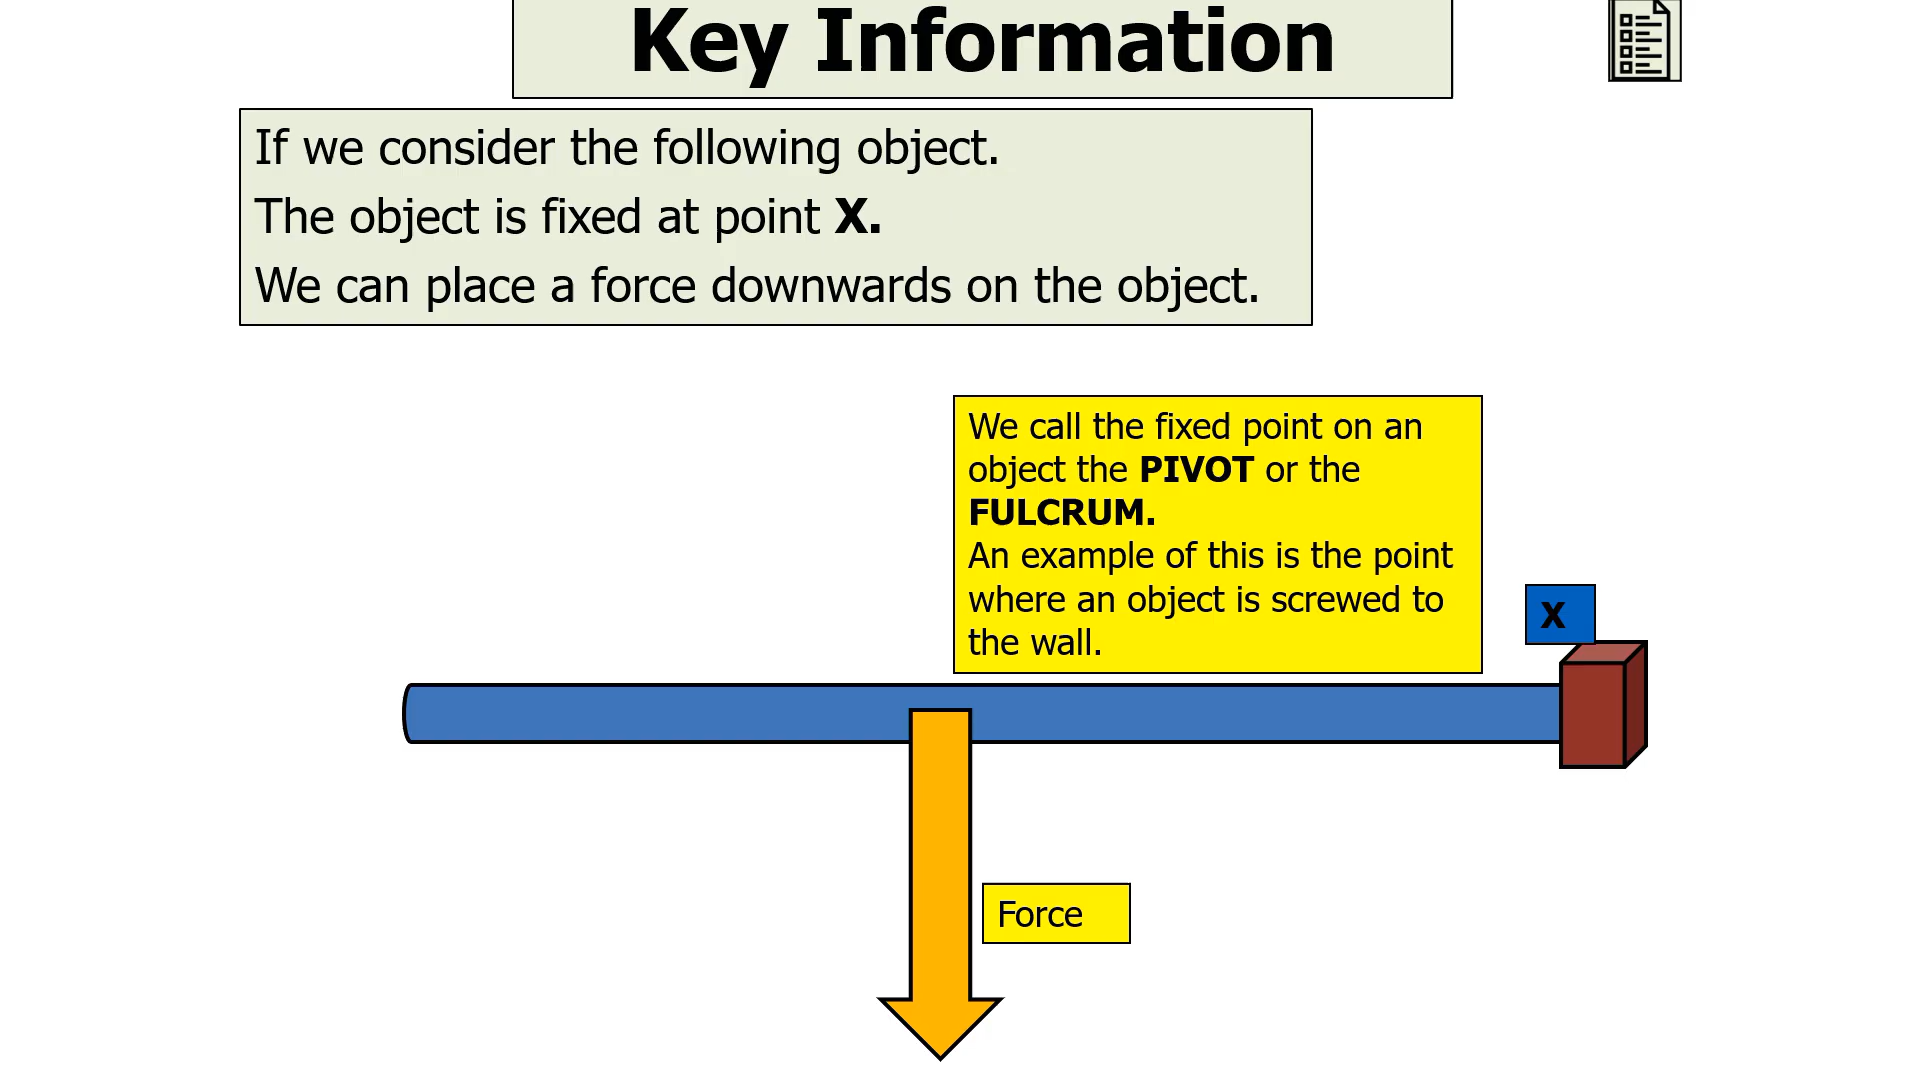 Key Information
If we consider the following object.
The object is fixed at point X.
We can place a force downwards on the object.
We call the fixed point on an
object the PIVOT or the
FULCRUM.
An example of this is the point
where an object is screwed to
the wall.
X
Force